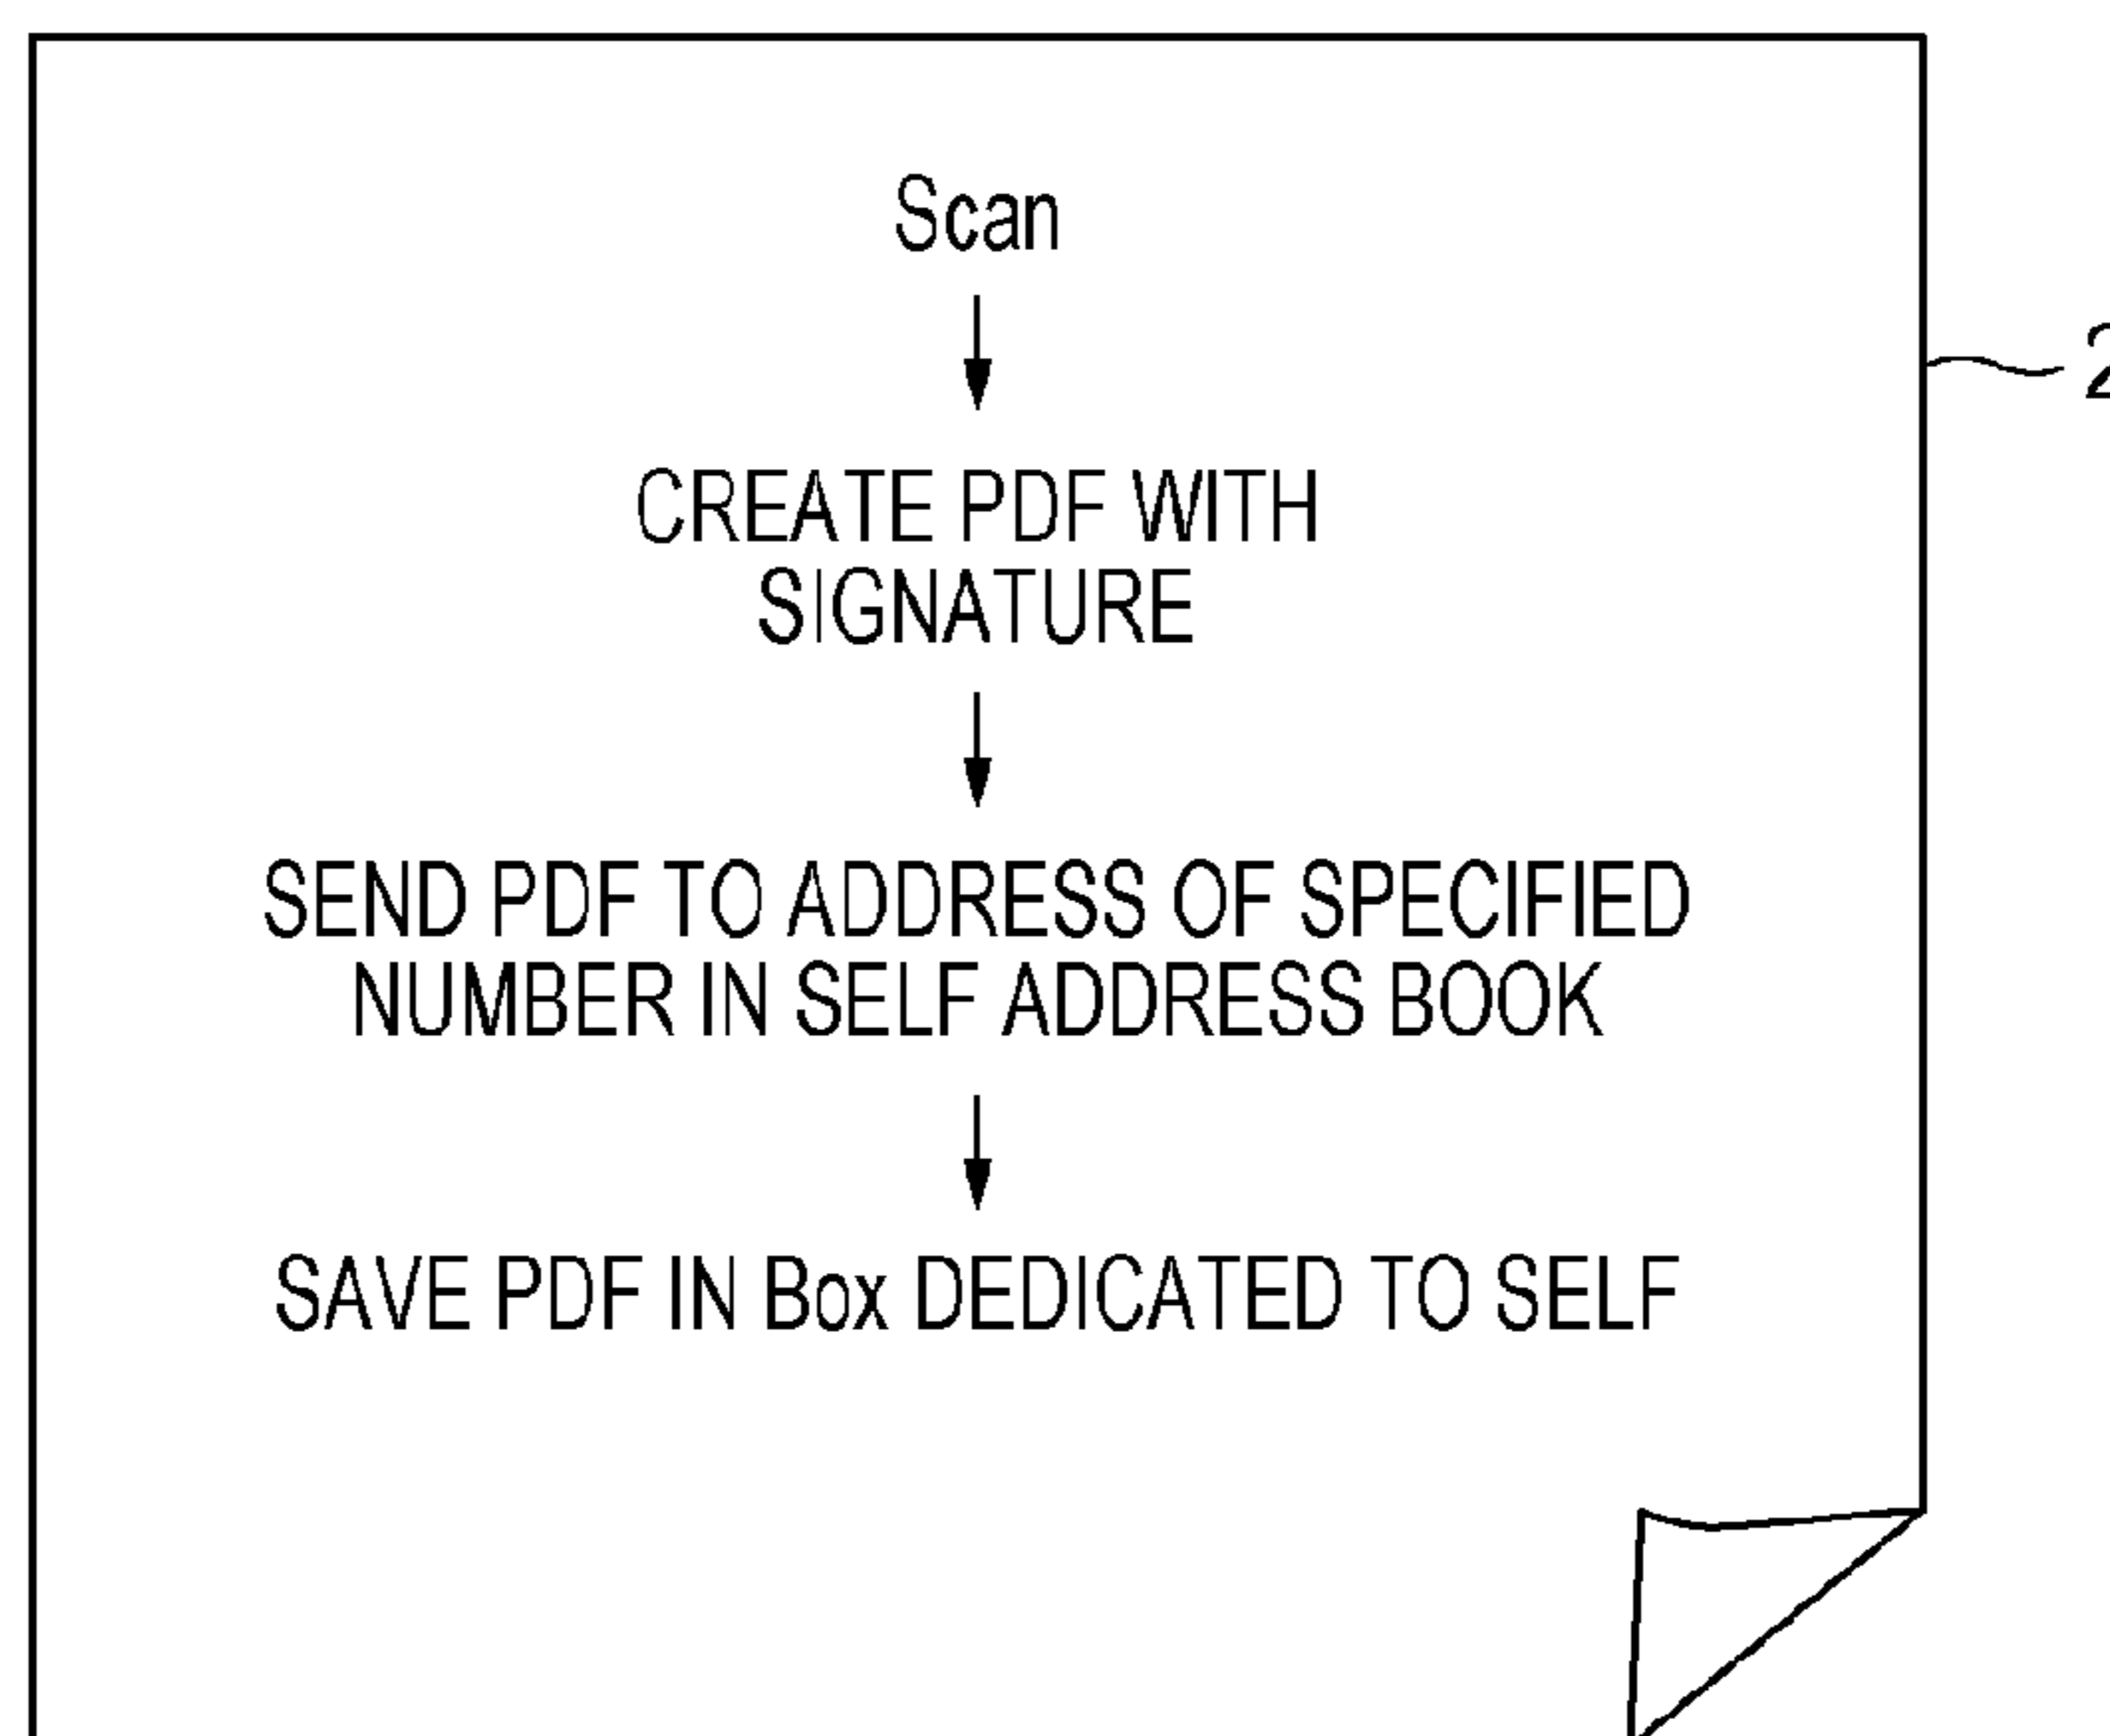 Scan
CREATE PDF WITH
SIGNATURE
SEND PDF TO ADDRESS OF SPECIFIED
NUMBER IN SELF ADDRESS BOOK
SAVE PDF IN Box DEDICATED TO SELF